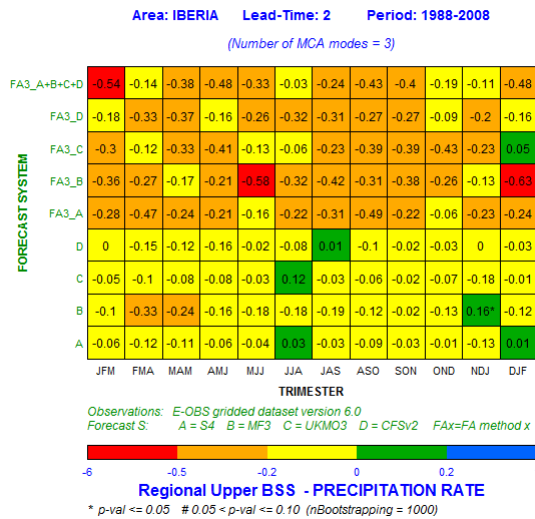 Area: IBERIA Lead-Time: 2 Period: 1988-2008
(Number of MCA modes = 3)
FORECAST SYSTEM
FA3_A+B+C+D -0.54 -0.14 -0.38 -0.48 -0.33 -0.03 -0.24 -0.43 -0.4 -0.19 -0.11 -0.48
FA3_D -0.18 -0.33 -0.37 -0.16 -0.26 -0.32 -0.31 -0.27 -0.27 -0.09 -0.2 -0.16
FA3_C -0.3 -0.12 -0.33 -0.41 -0.13 -0.06 -0.23 -0.39 -0.39 -0.43 -0.23 0.05
FA3_B -0.36 -0.27 -0.17 -0.21 -0.58 -0.32 -0.42 -0.31 -0.38 -0.26 -0.13 -0.63
FA3_A -0.28 -0.47 -0.24 -0.21 -0.16 -0.22 -0.31 -0.49 -0.22 -0.06 -0.23 -0.24
D 0 -0.15 -0.12 -0.16 -0.02 -0.08 0.01 -0.1 -0.02 -0.03 0 -0.03
C -0.05 -0.1 -0.08 -0.08 -0.03 0.12 -0.03 -0.06 -0.02 -0.07 -0.18 -0.01
B -0.1 -0.33 -0.24 -0.16 -0.18 -0.18 -0.19 -0.12 -0.02 -0.13 0.16* -0.12
A -0.06 -0.12 -0.11 -0.06 -0.04 0.03 -0.03 -0.09 -0.03 -0.01 -0.13 0.01
JFM FMA MAM AMJ MJJ JJA JAS ASO SON OND NDJ DJF
TRIMESTER
Observations: E-OBS gridded dataset version 6.0
Forecast S: A = S4 B = MF3 C = UKMO3 D = CFSv2 FAx=FA method x
-6 -0.5 -0.2 0 0.2
Regional Upper BSS - PRECIPITATION RATE
* p-val <= 0.05 # 0.05 < p-val <= 0.10 (nBootstrapping = 1000)